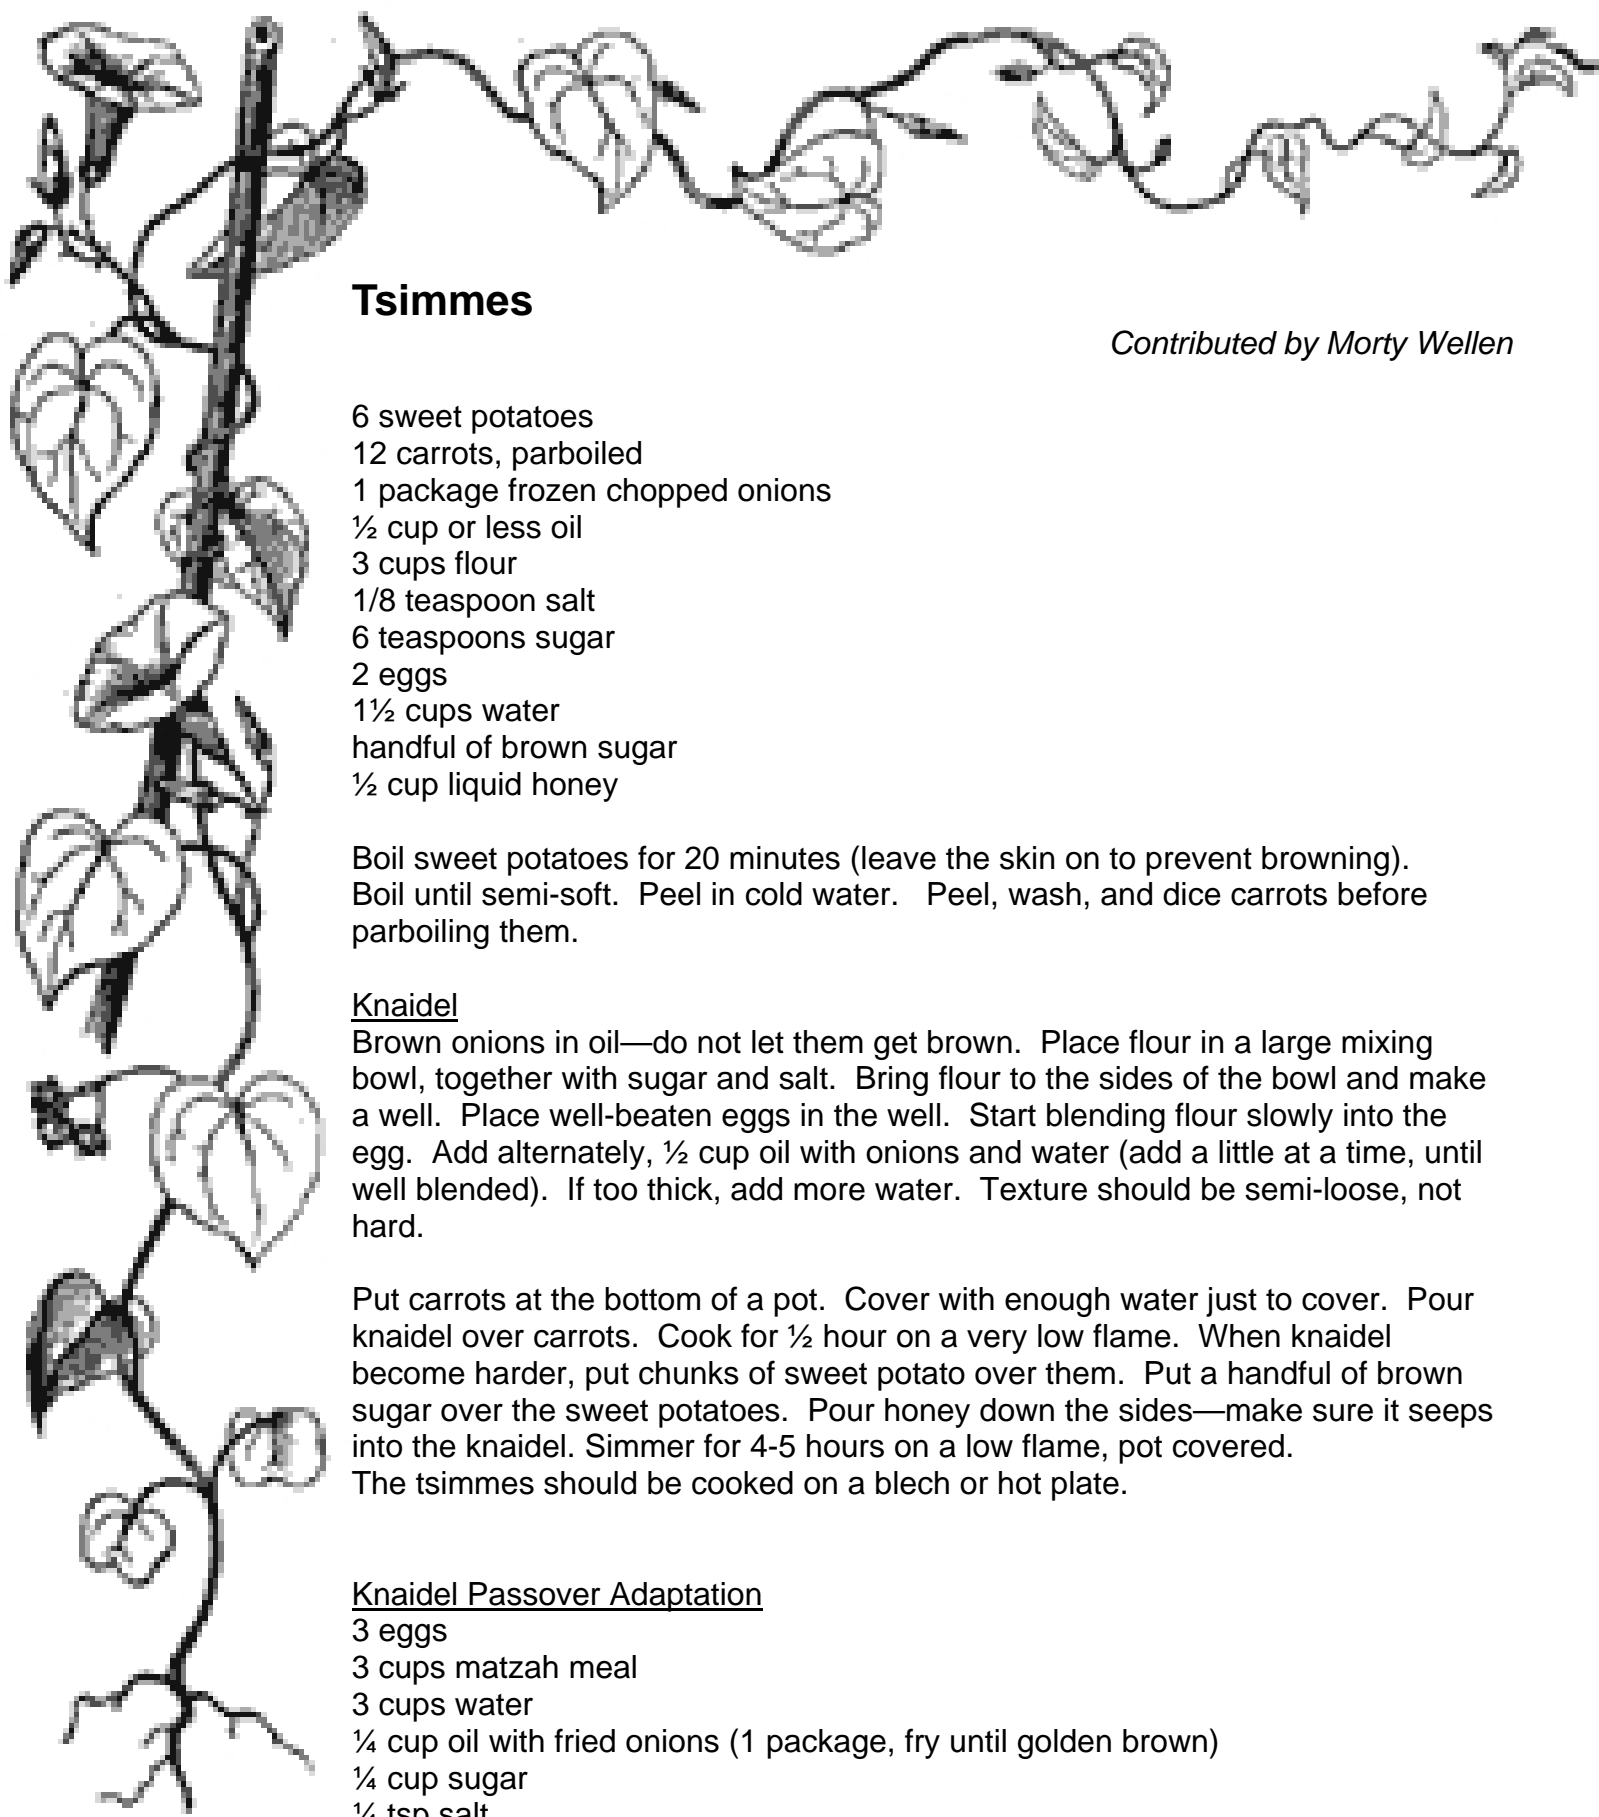 Tsimmes
Contributed by Morty Wellen
6 sweet potatoes
12 carrots, parboiled
1 package frozen chopped onions
½ cup or less oil
3 cups flour
1/8 teaspoon salt
6 teaspoons sugar
2 eggs
1½ cups water
handful of brown sugar
½ cup liquid honey
Boil sweet potatoes for 20 minutes (leave the skin on to prevent browning).
Boil until semi-soft.  Peel in cold water.   Peel, wash, and dice carrots before
parboiling them.
Knaidel
Brown onions in oil—do not let them get brown.  Place flour in a large mixing
bowl, together with sugar and salt.  Bring flour to the sides of the bowl and make
a well.  Place well-beaten eggs in the well.  Start blending flour slowly into the
egg.  Add alternately, ½ cup oil with onions and water (add a little at a time, until
well blended).  If too thick, add more water.  Texture should be semi-loose, not
hard.
Put carrots at the bottom of a pot.  Cover with enough water just to cover.  Pour
knaidel over carrots.  Cook for ½ hour on a very low flame.  When knaidel
become harder, put chunks of sweet potato over them.  Put a handful of brown
sugar over the sweet potatoes.  Pour honey down the sides—make sure it seeps
into the knaidel. Simmer for 4-5 hours on a low flame, pot covered.
The tsimmes should be cooked on a blech or hot plate.
Knaidel Passover Adaptation
3 eggs
3 cups matzah meal
3 cups water
¼ cup oil with fried onions (1 package, fry until golden brown)
¼ cup sugar
tsp salt